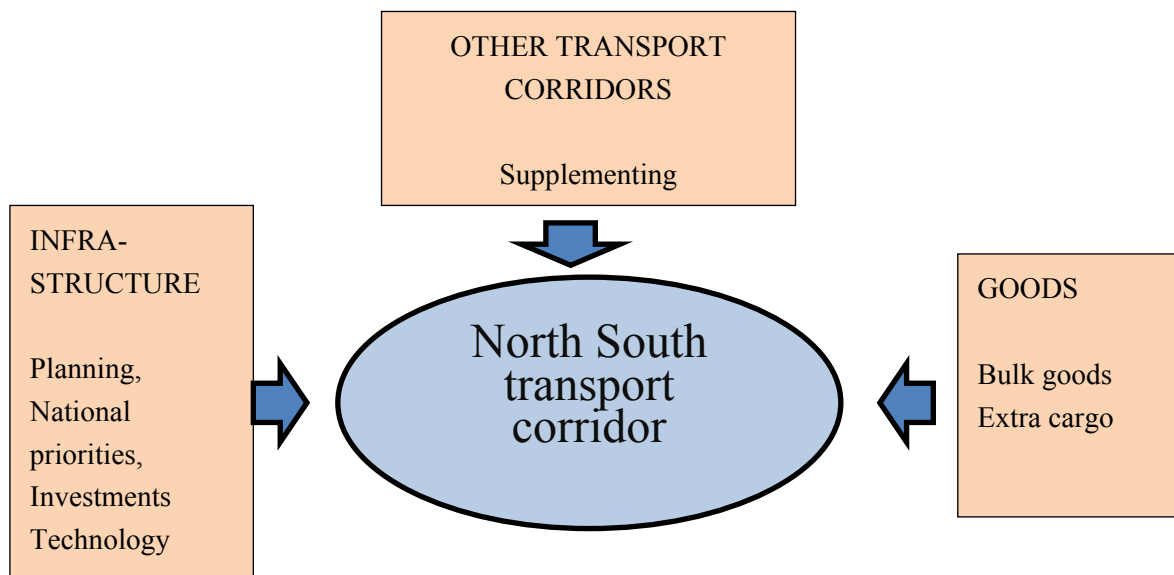 OTHER TRANSPORT
CORRIDORS
Supplementing
INFRA-
STRUCTURE
Planning,
National
priorities,
Investments
Technology
North South
transport
corridor
GOODS
Bulk goods
Extra cargo